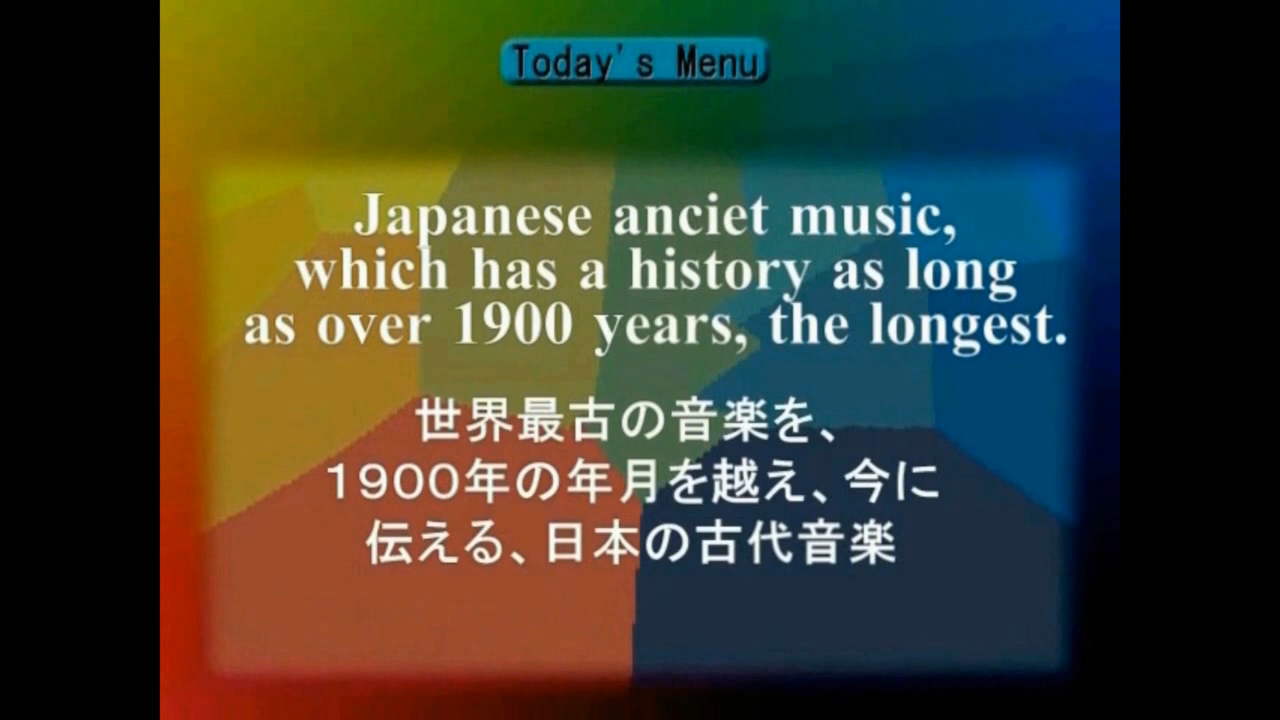 Today's Menu
Japanese anciet music,
which has a history as long
as over 1900 years, the longest.
世界最古の音楽を、
1900年の年月を越え、今に
伝える、日本の古代音楽